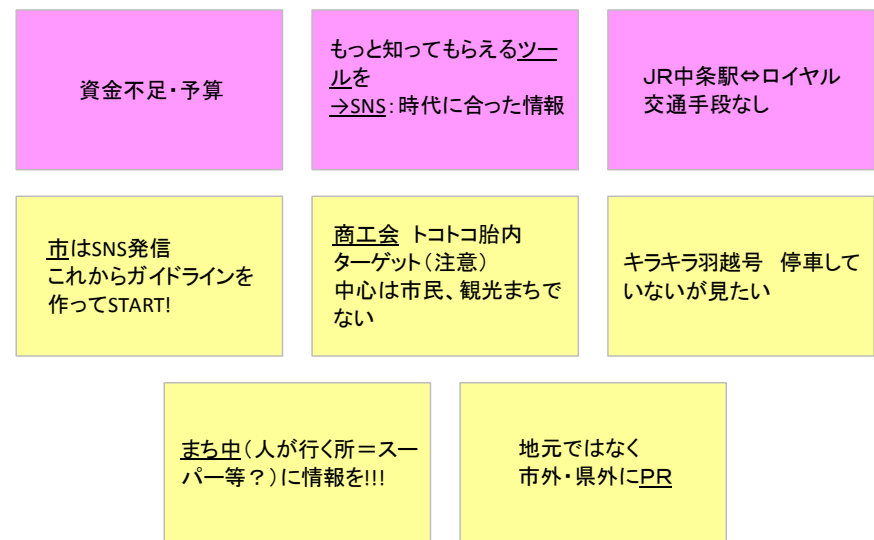 資金不足・予算
もっと知ってもらえるツー
ルを
→SNS：時代に合った情報
ＪＲ中条駅⇔ロイヤル
交通手段なし
市はSNS発信
これからガイドラインを
作ってSTART!
商工会　トコトコ胎内
ターゲット（注意）
中心は市民、観光まちで
ない
キラキラ羽越号　停車して
いないが見たい
まち中（人が行く所＝スー
パー等？）に情報を!!!
地元ではなく
市外・県外にＰＲ